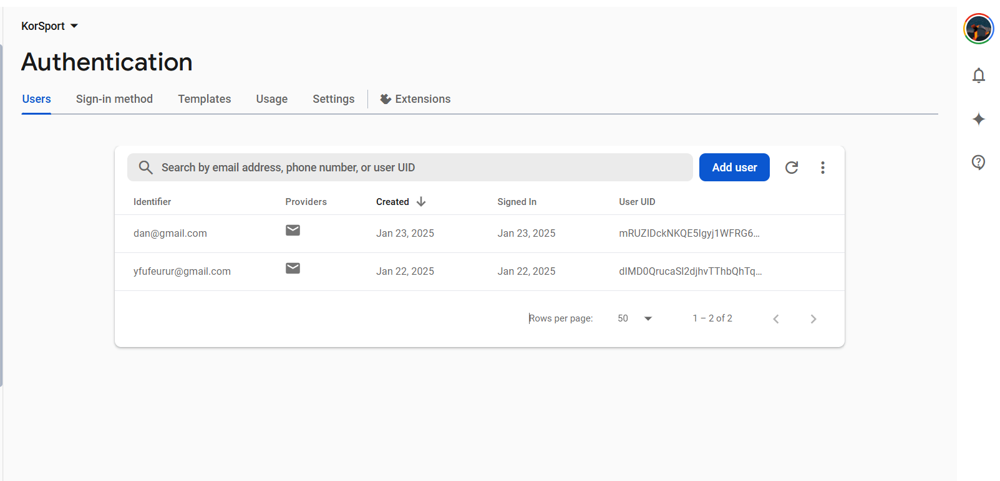 KorSport
Authentication
Users Sign-in method Templates Usage Settings Extensions
Search by email address, phone number, or user UID Add user
Identifier Providers Created Signed In User UID
dan@gmail.com Jan 23, 2025 Jan 23, 2025 mRUZIDckNKQE5Igyj1WFRG6...
yfufeurur@gmail.com Jan 22, 2025 Jan 22, 2025 dIMD0QrucaSl2djhvTThbQhTq...
Rows per page: 50 1 – 2 of 2